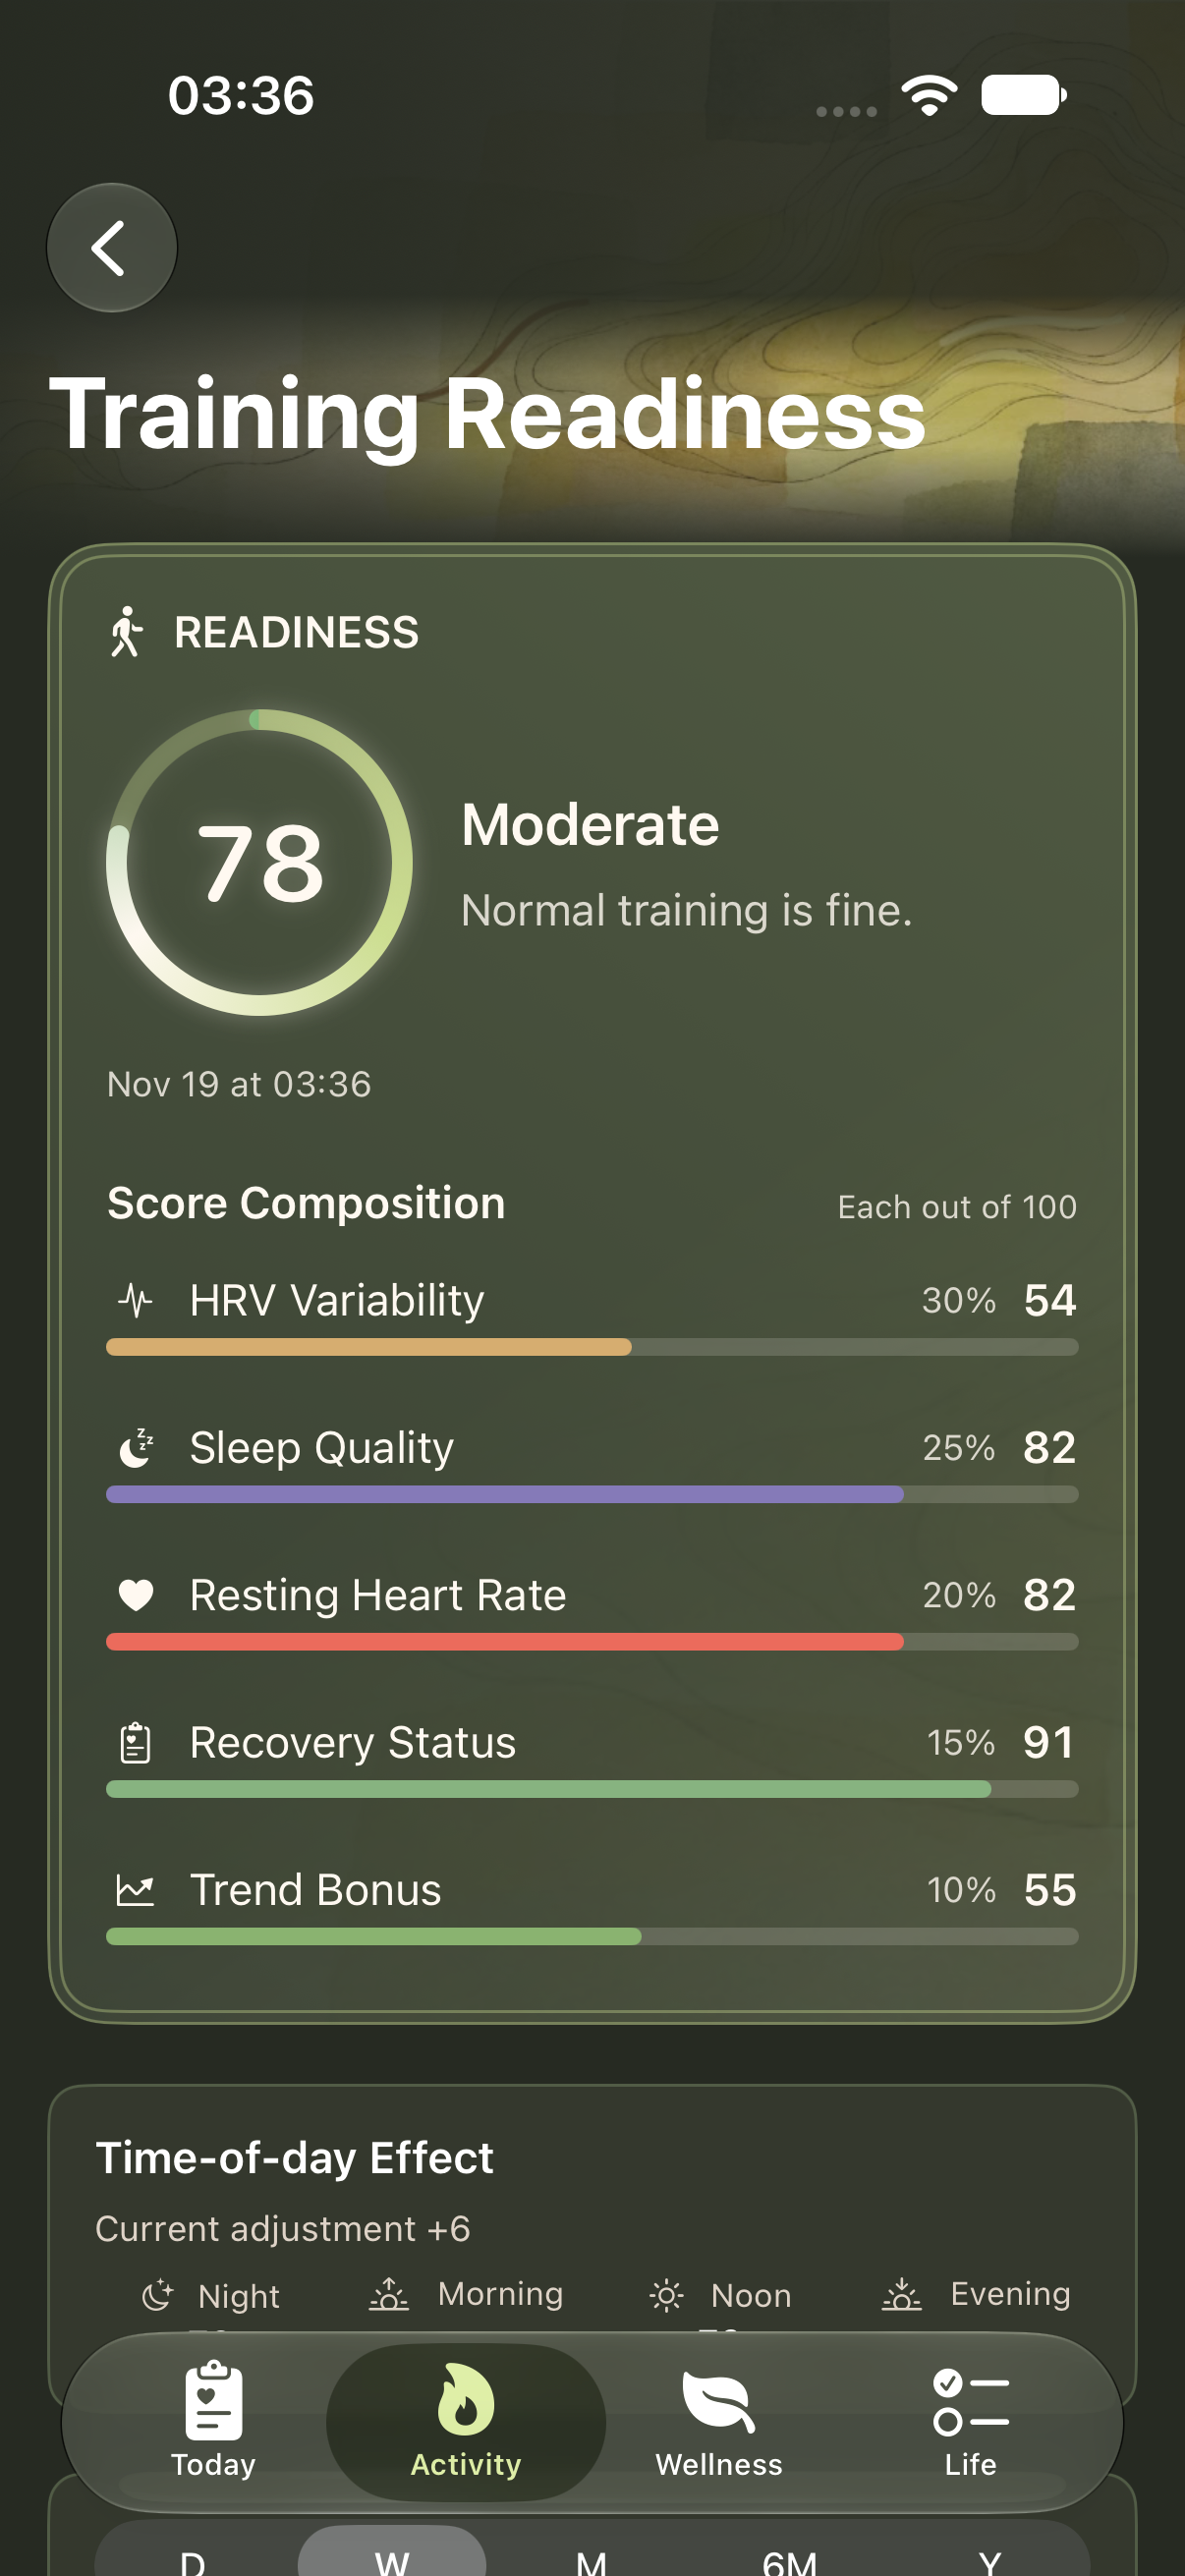 03:36
Training Readiness
READINESS
78
Moderate
Normal training is fine.
Nov 19 at 03:36
Score Composition
Each out of 100
HRV Variability 30% 54
Sleep Quality 25% 82
Resting Heart Rate 20% 82
Recovery Status 15% 91
Trend Bonus 10% 55
Time-of-day Effect
Current adjustment +6
Night Morning Noon Evening
Today Activity Wellness Life
D W M 6M Y